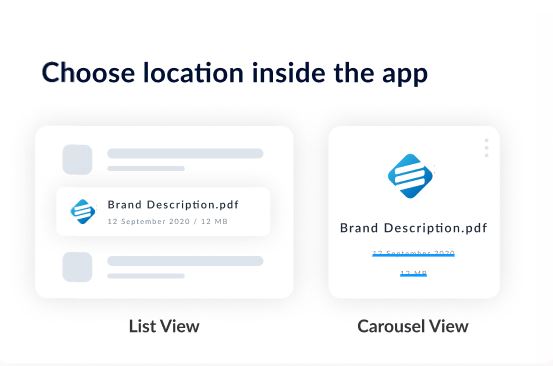 Choose location inside the app
Brand Description.pdf
12 September 2020 / 12 MB
List View
Brand Description.pdf
12 September 2020
12 MB
Carousel View